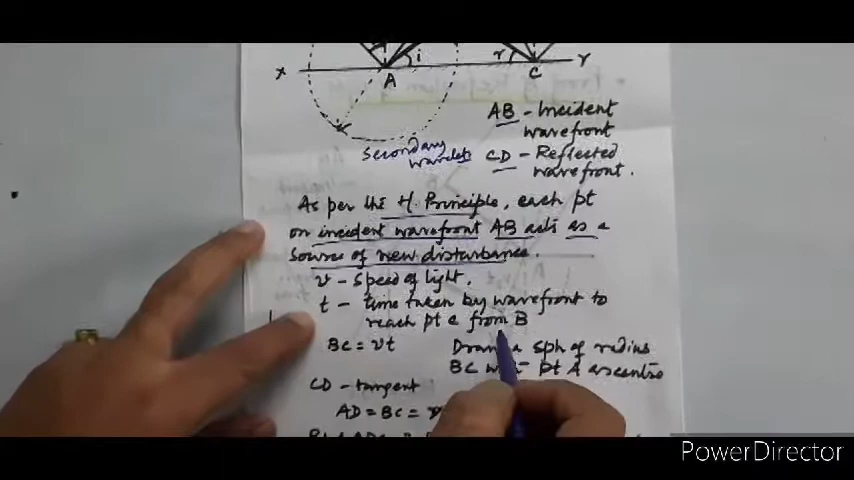 i r
X A C Y
AB - Incident
wavefront
Secondary
wavelets
CD - Reflected
wavefront.
As per the H. Principle, each pt
on incident wavefront AB acts as a
Source of new disturbance.
v - Speed of light.
t - time taken by wavefront to
reach pt C from B
BC = vt
Draw a sph of radius
BC pt A as centre
CD - tangent
AD = BC =
PowerDirector